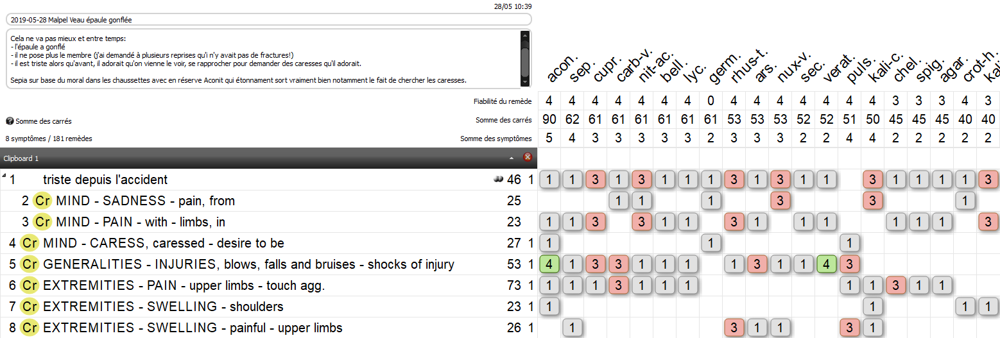 28/05 10:39
2019-05-28 Malpel Veau épaule gonflée
Cela ne va pas mieux et entre temps:
- l'épaule a gonflé
- il ne pose plus le membre (j'ai demandé à plusieurs reprises qu'i n'y avait pas de fractures!)
- il est triste alors qu'avant, il adorait qu'on vienne le voir, se rapprocher pour demander des caresses qu'il adorait.
Sepia sur base du moral dans les chaussettes avec en réserve Aconit qui étonnament sort vraiment bien notamment le fait de chercher les caresses.
acon. sep. cupr. carb-v. nit-ac. bell. lyc. germ. rhus-t. ars. nux-v. sec. verat. puls. kali-c. chel. spig. agar. crot-h. kali
Fiabilité du remède 4 4 4 4 4 4 4 0 4 4 4 4 4 4 4 3 3 3 4 3
Somme des carrés Somme des carrés 90 62 61 61 61 61 61 61 53 53 53 52 52 51 50 45 45 45 40 40
8 symptômes / 181 remèdes Somme des symptômes 5 4 3 3 3 3 3 2 3 3 3 2 2 4 4 2 2 2 2 2
Clipboard 1
1 triste depuis l'accident 46 1 1 1 3 1 3 1 1 1 3 1 3 1 1 3 1 1 1 1 3
2 Cr MIND - SADNESS - pain, from 25 1 1 1 3 3 1
3 Cr MIND - PAIN - with - limbs, in 23 1 1 3 3 1 1 3 1 1 1 1 1 1 3
4 Cr MIND - CARESS, caressed - desire to be 27 1 1 1 1
5 Cr GENERALITIES - INJURIES, blows, falls and bruises - shocks of injury 53 1 4 1 3 3 1 1 1 1 3 1 1 4 3
6 Cr EXTREMITIES - PAIN - upper limbs - touch agg. 73 1 1 1 1 3 1 1 1 1 1 3 1 1
7 Cr EXTREMITIES - SWELLING - shoulders 23 1 1 1 1 1
8 Cr EXTREMITIES - SWELLING - painful - upper limbs 26 1 1 3 1 1 3 1